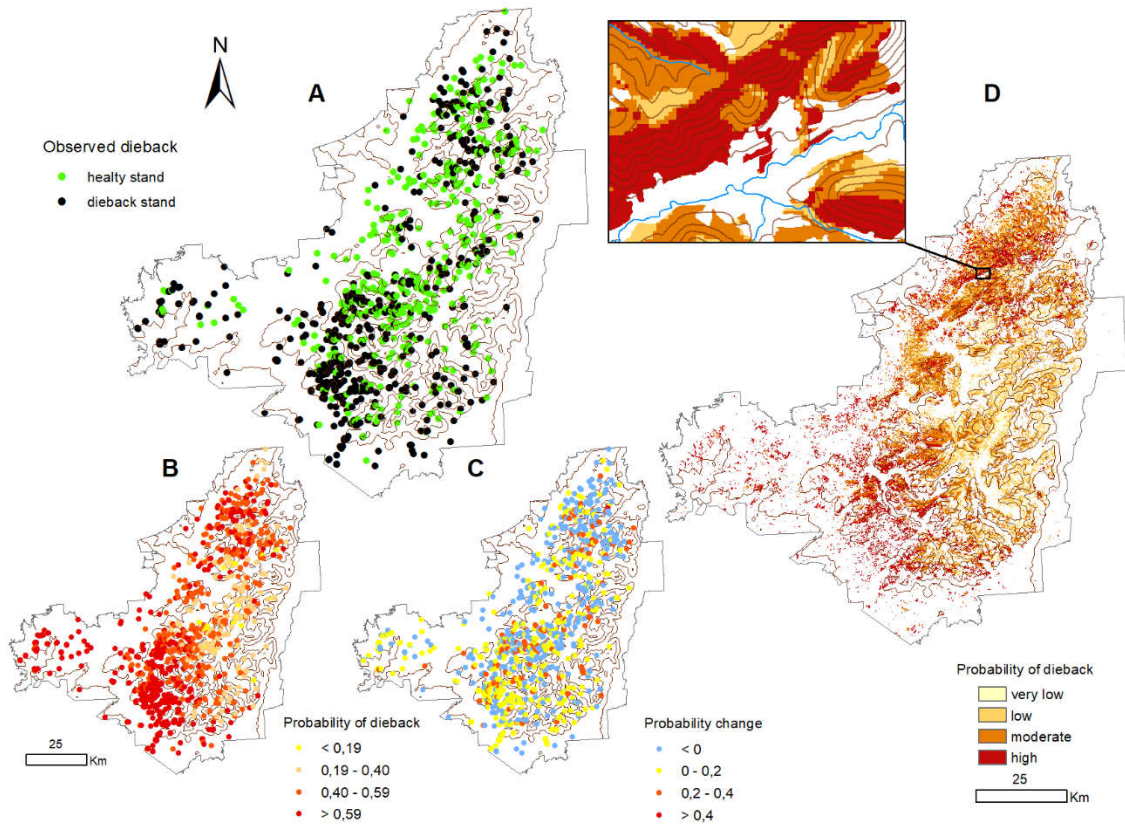 N
A
D
Observed dieback
healty stand
dieback stand
B
C
Probability of dieback
< 0,19
0,19 - 0,40
0,40 - 0,59
> 0,59
25
Km
Probability change
< 0
0 - 0,2
0,2 - 0,4
> 0,4
Probability of dieback
very low
low
moderate
high
25
Km